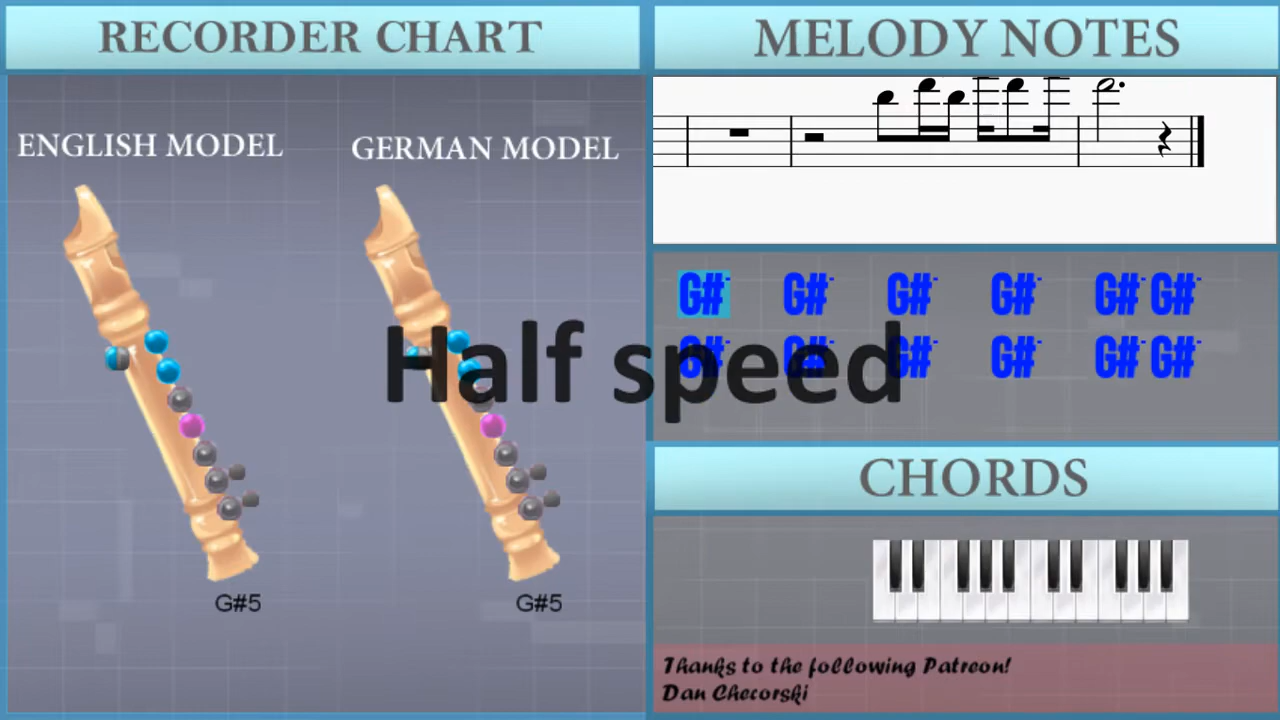 RECORDER CHART
MELODY NOTES
ENGLISH MODEL
GERMAN MODEL
G#- G#- G#- G#- G#- G#-
G#- G#- G#- G#- G#- G#-
Half speed
CHORDS
G#5
G#5
Thanks to the following Patreon!
Dan Checorski